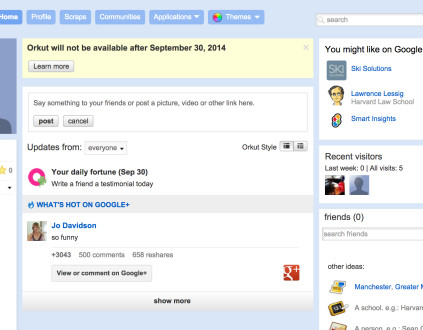 Home Profile Scraps Communities Applications Themes search
Orkut will not be available after September 30, 2014
Learn more
Say something to your friends or post a picture, video or other link here.
post cancel
Updates from: everyone Orkut Style
0
Your daily fortune (Sep 30)
Write a friend a testimonial today
WHAT'S HOT ON GOOGLE+
Jo Davidson
so funny
+3043 500 comments 658 reshares
View or comment on Google+
g+
show more
You might like on Google
SKI
Ski Solutions
Lawrence Lessig
Harvard Law School
Smart Insights
Recent visitors
Last week: 0 | All visits: 5
friends (0)
search friends
other ideas:
Manchester, Greater M
A school. e.g.: Harvar